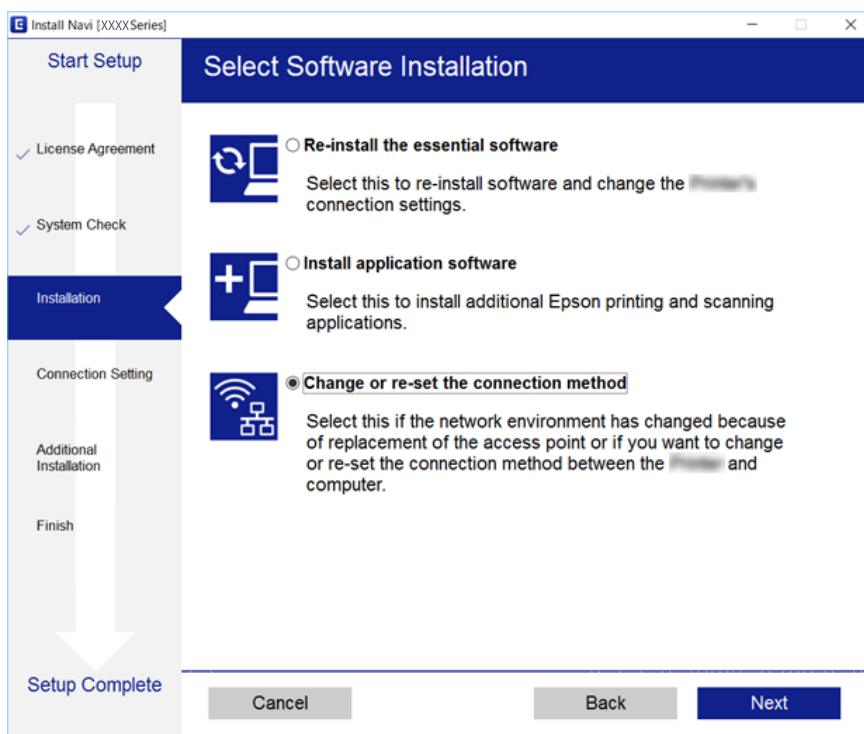 Install Navi [XXXX Series]
Start Setup
Select Software Installation
License Agreement
System Check
Installation
Connection Setting
Additional
Installation
Finish
Setup Complete
Re-install the essential software
Select this to re-install software and change the
connection settings.
Install application software
Select this to install additional Epson printing and scanning
applications.
Change or re-set the connection method
Select this if the network environment has changed because
of replacement of the access point or if you want to change
or re-set the connection method between the and
computer.
Cancel
Back
Next